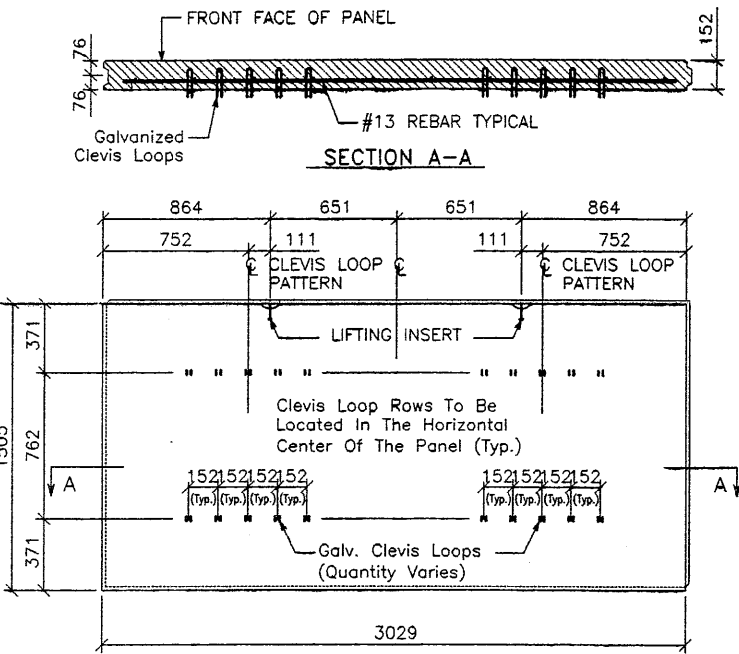 FRONT FACE OF PANEL
76
76
152
#13 REBAR TYPICAL
Galvanized
Clevis Loops
SECTION A-A
864 651 651 864
752 111 111 752
℄ CLEVIS LOOP
PATTERN
℄
℄ CLEVIS LOOP
PATTERN
371
LIFTING INSERT
Clevis Loop Rows To Be
Located In The Horizontal
Center Of The Panel (Typ.)
762
152 152 152 152 152 152 152 152
(Typ.) (Typ.) (Typ.) (Typ.) (Typ.) (Typ.) (Typ.) (Typ.)
A A
371
Galv. Clevis Loops
(Quantity Varies)
3029